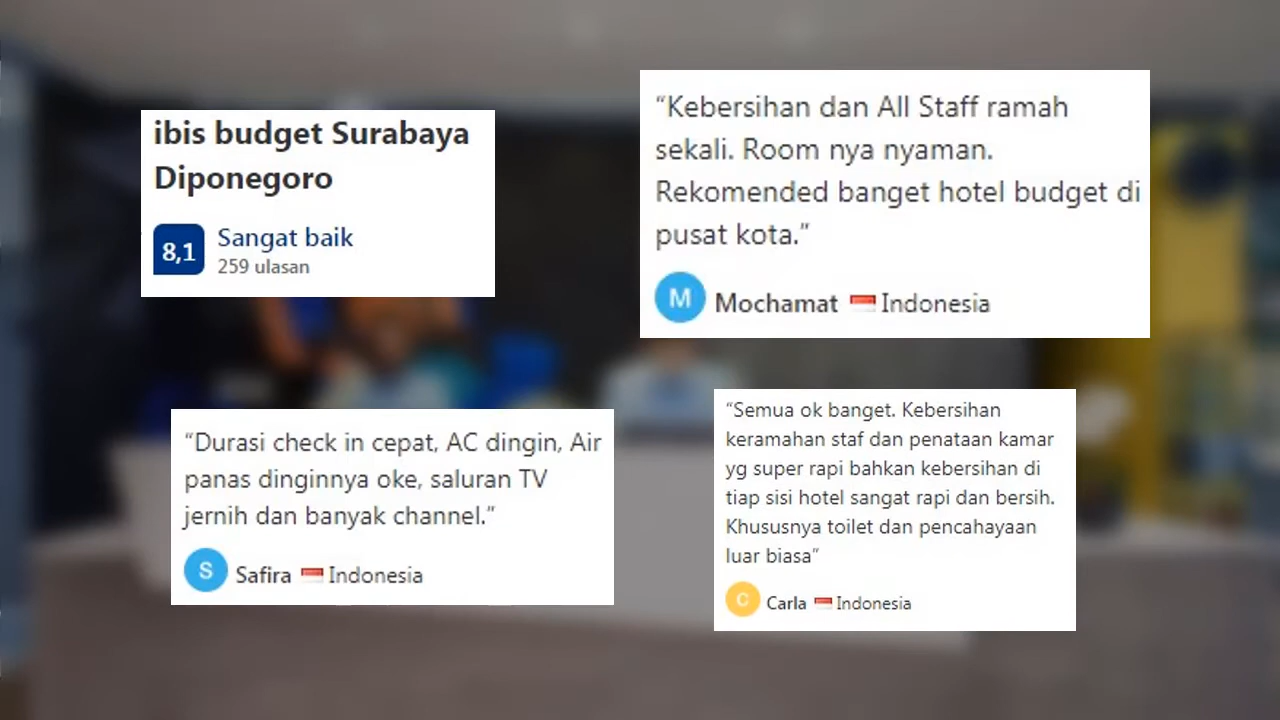 ibis budget Surabaya
Diponegoro
8,1
Sangat baik
259 ulasan
“Kebersihan dan All Staff ramah
sekali. Room nya nyaman.
Rekomended banget hotel budget di
pusat kota.”
M
Mochamat Indonesia
“Durasi check in cepat, AC dingin, Air
panas dinginnya oke, saluran TV
jernih dan banyak channel.”
S
Safira Indonesia
“Semua ok banget. Kebersihan
keramahan staf dan penataan kamar
yg super rapi bahkan kebersihan di
tiap sisi hotel sangat rapi dan bersih.
Khususnya toilet dan pencahayaan
luar biasa”
C
Carla Indonesia